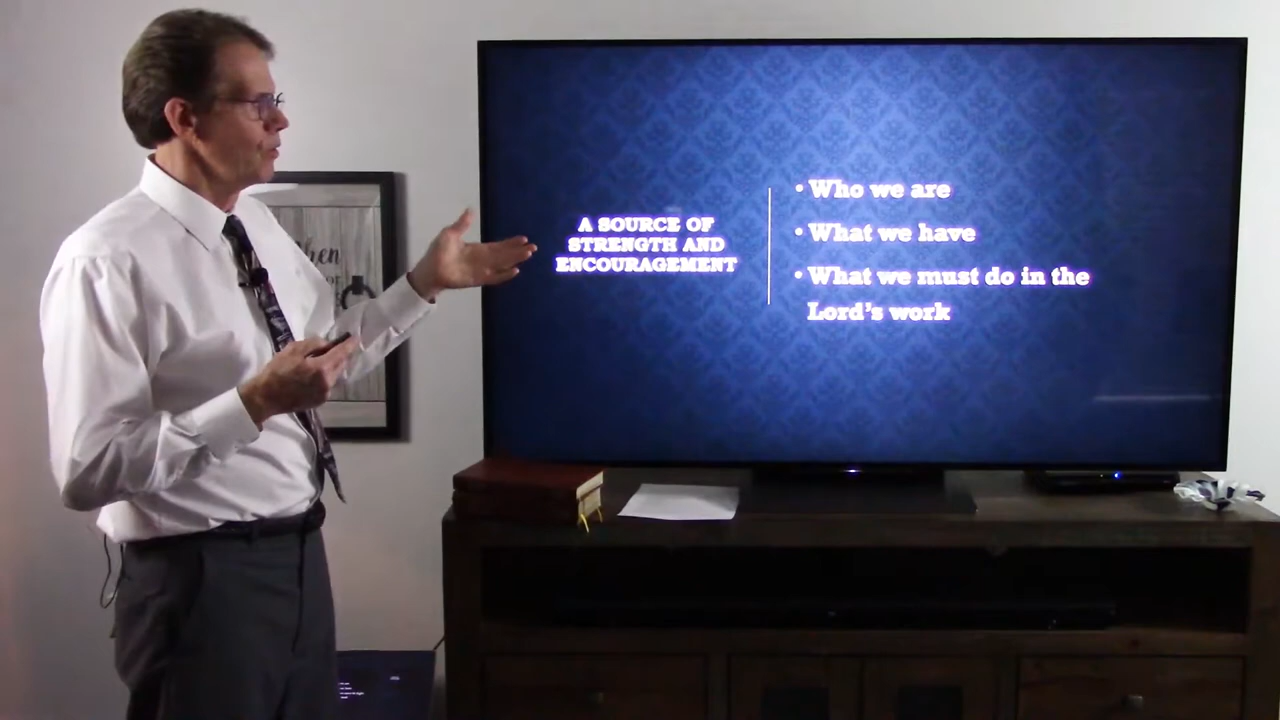 A SOURCE OF
STRENGTH AND
ENCOURAGEMENT
• Who we are
• What we have
• What we must do in the
Lord's work